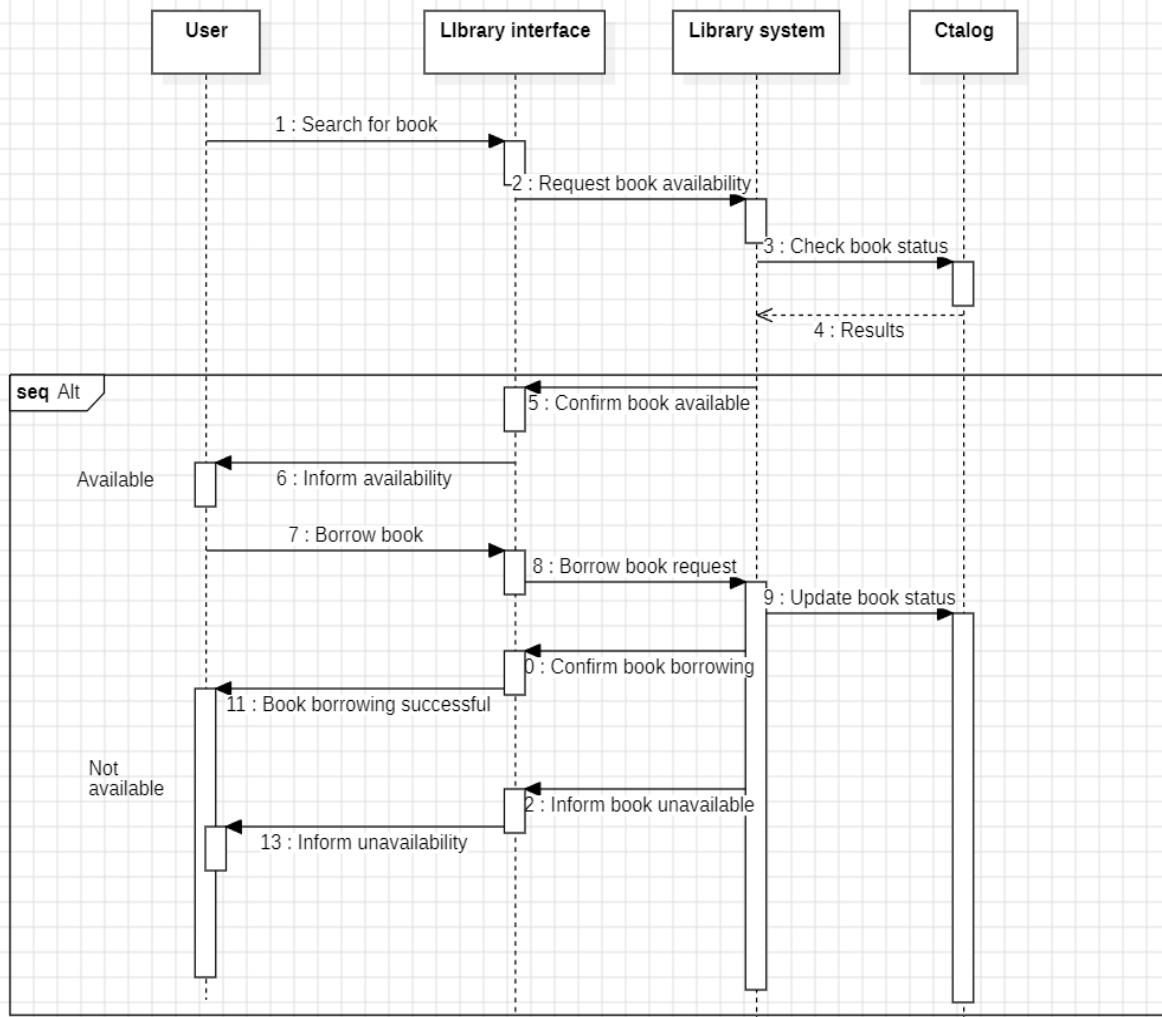 User
LIbrary interface
Library system
Ctalog
1 : Search for book
2 : Request book availability
3 : Check book status
4 : Results
seq Alt
5 : Confirm book available
Available
6 : Inform availability
7 : Borrow book
8 : Borrow book request
9 : Update book status
0 : Confirm book borrowing
11 : Book borrowing successful
Not
available
2 : Inform book unavailable
13 : Inform unavailability